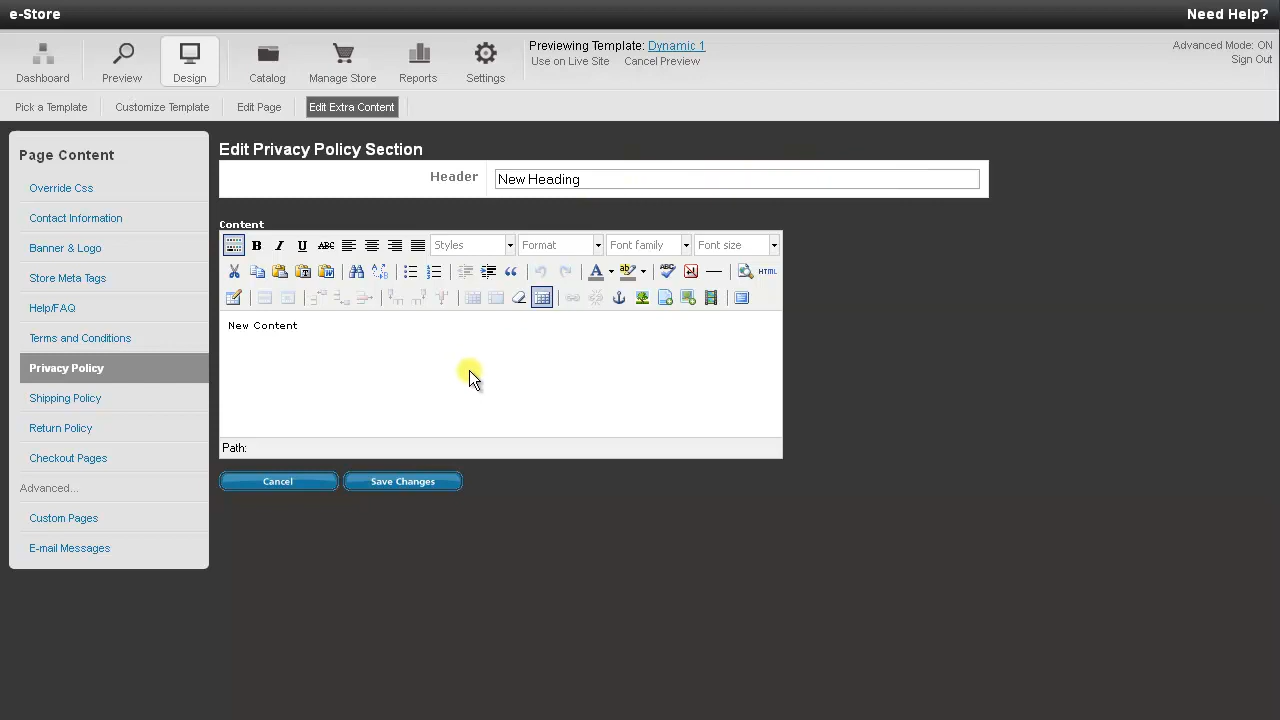 e-Store
Need Help?
Dashboard
Preview
Design
Catalog
Manage Store
Reports
Settings
Previewing Template: Dynamic 1
Use on Live Site Cancel Preview
Advanced Mode: ON
Sign Out
Pick a Template
Customize Template
Edit Page
Edit Extra Content
Page Content
Override Css
Contact Information
Banner & Logo
Store Meta Tags
Help/FAQ
Terms and Conditions
Privacy Policy
Shipping Policy
Return Policy
Checkout Pages
Advanced...
Custom Pages
E-mail Messages
Edit Privacy Policy Section
Header
New Heading
Content
B I U ABC Styles Format Font family Font size
HTML
New Content
Path:
Cancel
Save Changes